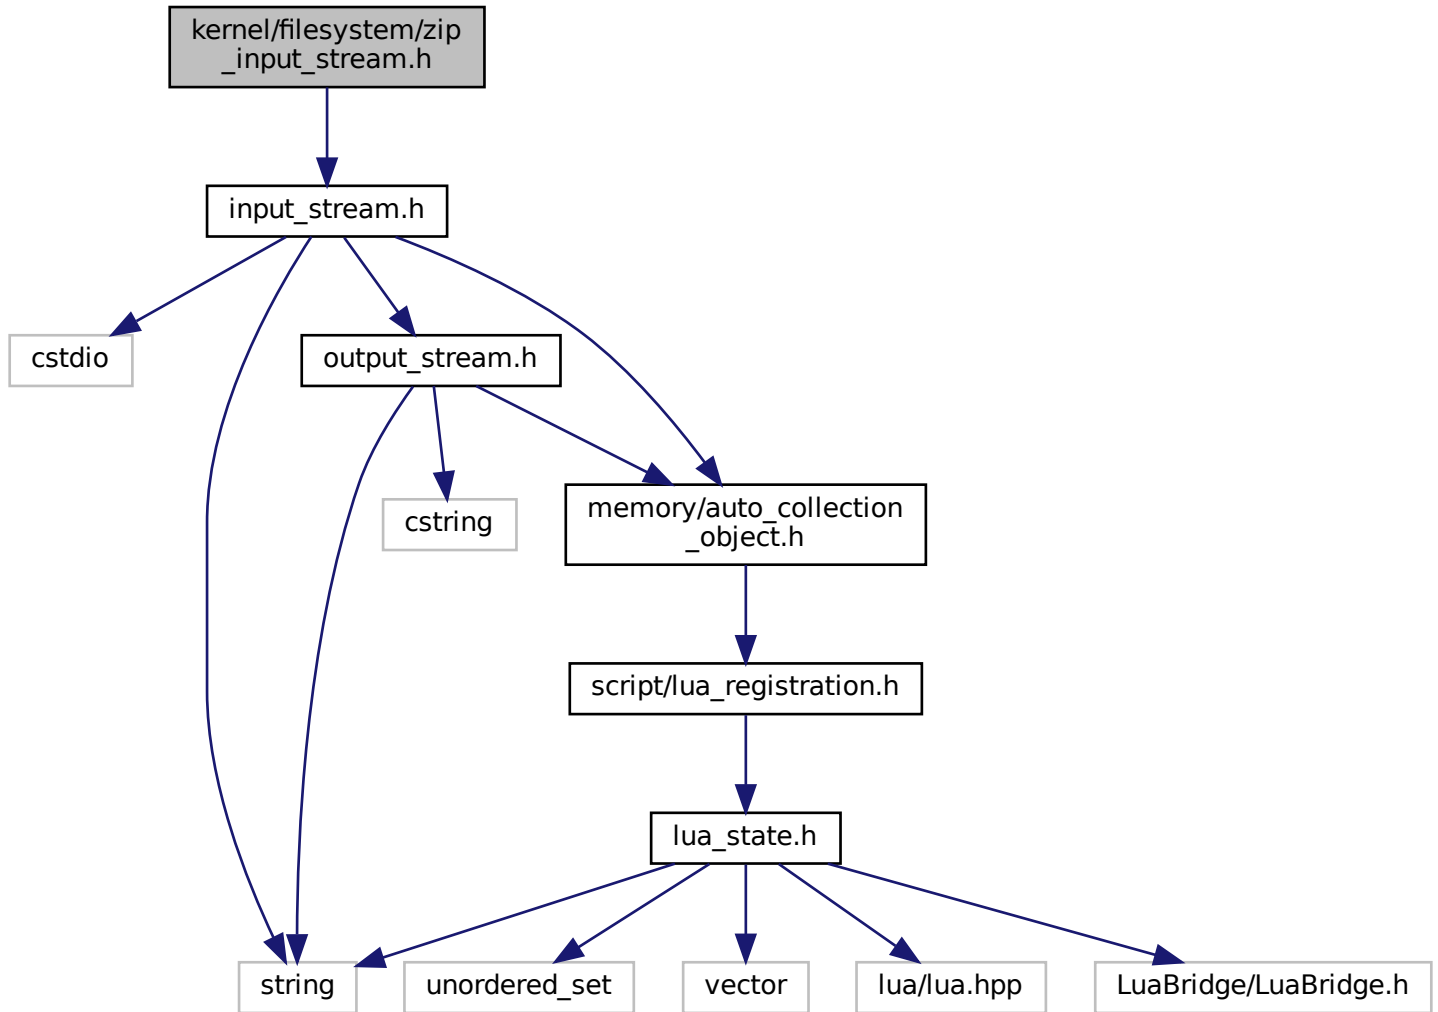 kernel/filesystem/zip
_input_stream.h
input_stream.h
cstdio
output_stream.h
cstring
memory/auto_collection
_object.h
script/lua_registration.h
lua_state.h
string
unordered_set
vector
lua/lua.hpp
LuaBridge/LuaBridge.h